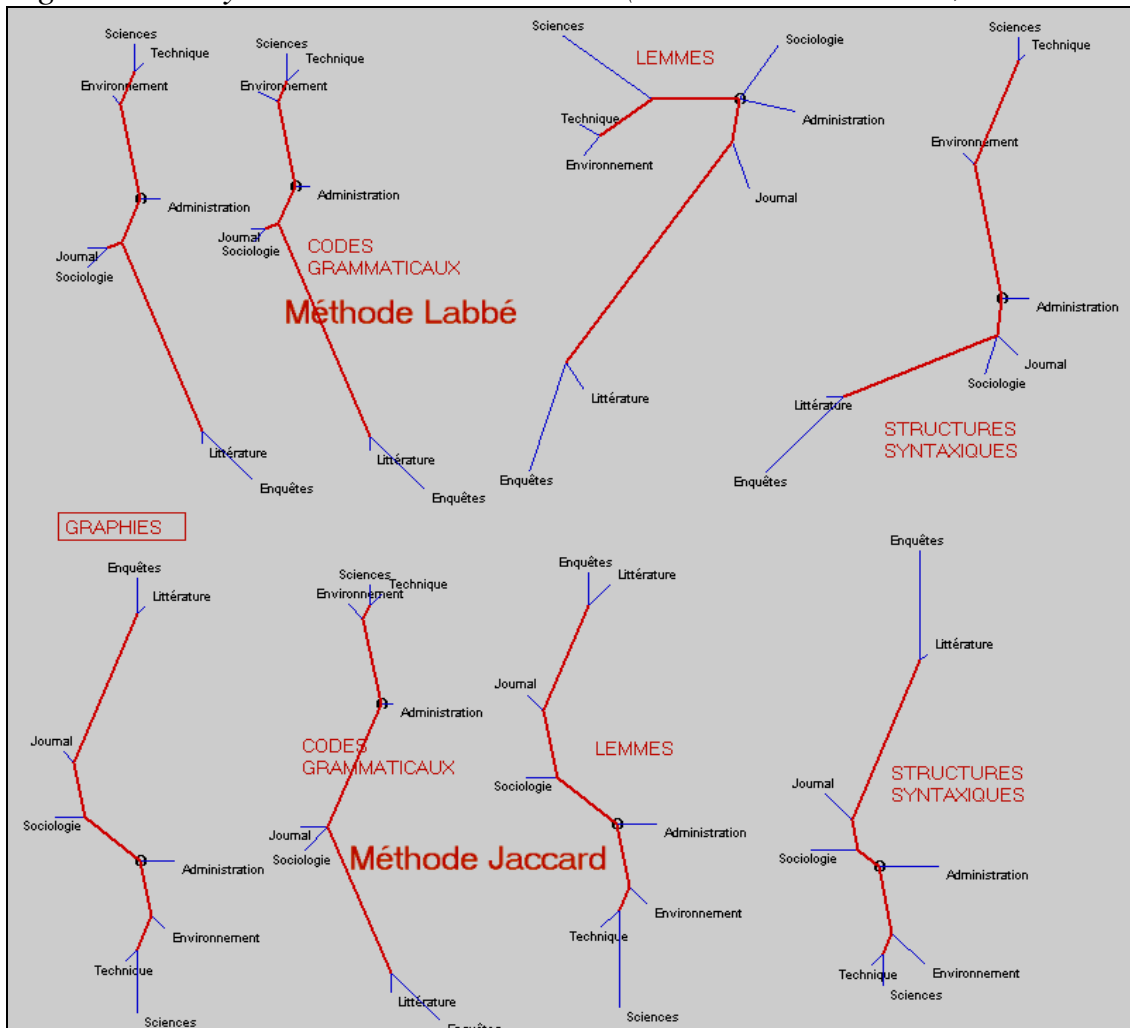 Sciences
Technique
Environnement
Administration
Journal
Sociologie
Littérature
Enquêtes
GRAPHIES
Sciences
Technique
Environnement
Administration
Journal
Sociologie
CODES
GRAMMATICAUX
Méthode Labbé
Littérature
Enquêtes
Sciences
LEMMES
Sociologie
Technique
Administration
Environnement
Journal
Littérature
Enquêtes
Sciences
Technique
Environnement
Administration
Journal
Sociologie
Littérature
STRUCTURES
SYNTAXIQUES
Enquêtes
Enquêtes
Littérature
Journal
Sociologie
Administration
Environnement
Technique
Sciences
Sciences
Technique
Environnement
Administration
CODES
GRAMMATICAUX
Journal
Sociologie
Méthode Jaccard
Littérature
Enquêtes
Enquêtes
Littérature
Journal
LEMMES
Sociologie
Administration
Environnement
Technique
Sciences
Enquêtes
Littérature
STRUCTURES
SYNTAXIQUES
Journal
Sociologie
Administration
Technique
Environnement
Sciences